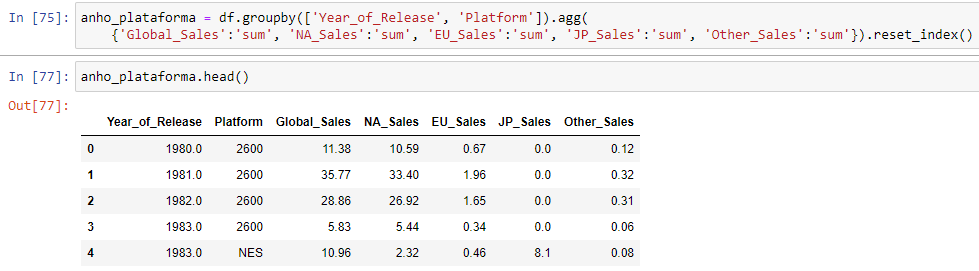 In [75]: anho_plataforma = df.groupby(['Year_of_Release', 'Platform']).agg(
{'Global_Sales':'sum', 'NA_Sales':'sum', 'EU_Sales':'sum', 'JP_Sales':'sum', 'Other_Sales':'sum'}).reset_index()
In [77]: anho_plataforma.head()
Out[77]:
Year_of_Release Platform Global_Sales NA_Sales EU_Sales JP_Sales Other_Sales
0 1980.0 2600 11.38 10.59 0.67 0.0 0.12
1 1981.0 2600 35.77 33.40 1.96 0.0 0.32
2 1982.0 2600 28.86 26.92 1.65 0.0 0.31
3 1983.0 2600 5.83 5.44 0.34 0.0 0.06
4 1983.0 NES 10.96 2.32 0.46 8.1 0.08